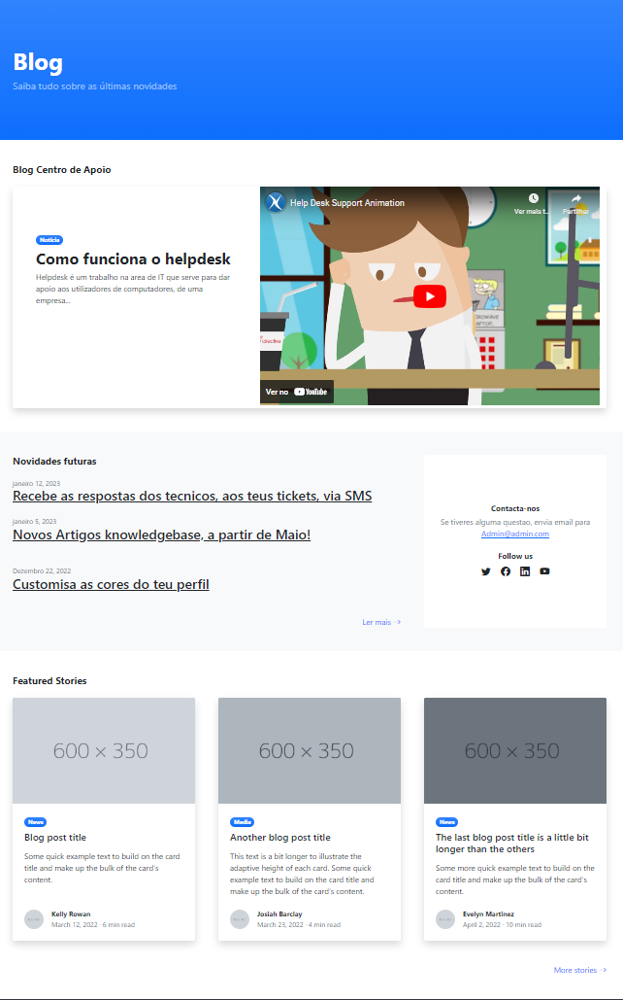 Blog
Saiba tudo sobre as últimas novidades
Blog Centro de Apoio
Notícia
Como funciona o helpdesk
Helpdesk é um trabalho na area de IT que serve para dar
apoio aos utilizadores de computadores, de uma
empresa...
Help Desk Support Animation
Ver mais t...
Partilhar
MICROWAVE
LAPTOP,
directive
Ver no YouTube
Novidades futuras
janeiro 12, 2023
Recebe as respostas dos tecnicos, aos teus tickets, via SMS
janeiro 5, 2023
Novos Artigos knowledgebase, a partir de Maio!
Dezembro 22, 2022
Customisa as cores do teu perfil
Ler mais →
Contacta-nos
Se tiveres alguma questao, envia email para
Admin@admin.com
Follow us
Featured Stories
600 × 350
News
Blog post title
Some quick example text to build on the card
title and make up the bulk of the card's
content.
Kelly Rowan
March 12, 2022 · 6 min read
600 × 350
Media
Another blog post title
This text is a bit longer to illustrate the
adaptive height of each card. Some quick
example text to build on the card title and
make up the bulk of the card's content.
Josiah Barclay
March 23, 2022 · 4 min read
600 × 350
News
The last blog post title is a little bit
longer than the others
Some more quick example text to build on the
card title and make up the bulk of the card's
content.
Evelyn Martinez
April 2, 2022 · 10 min read
More stories →